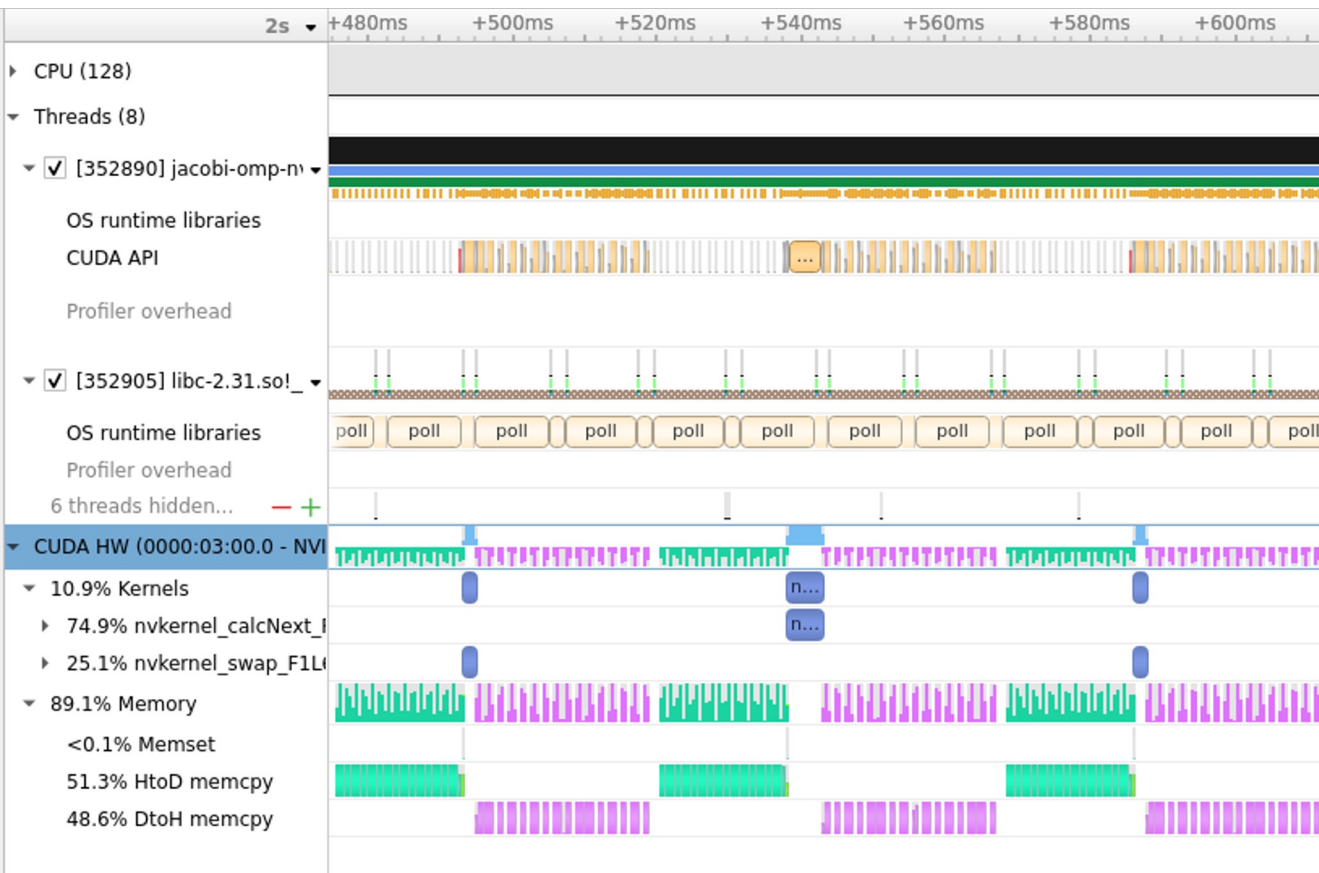 2s +480ms +500ms +520ms +540ms +560ms +580ms +600ms
CPU (128)
Threads (8)
[352890] jacobi-omp-nv
OS runtime libraries
CUDA API ...
Profiler overhead
[352905] libc-2.31.so!_
OS runtime libraries poll poll poll poll poll poll poll poll poll poll poll poll
Profiler overhead
6 threads hidden...
CUDA HW (0000:03:00.0 - NVI
10.9% Kernels n...
74.9% nvkernel_calcNext_F n...
25.1% nvkernel_swap_F1L
89.1% Memory
<0.1% Memset
51.3% HtoD memcpy
48.6% DtoH memcpy